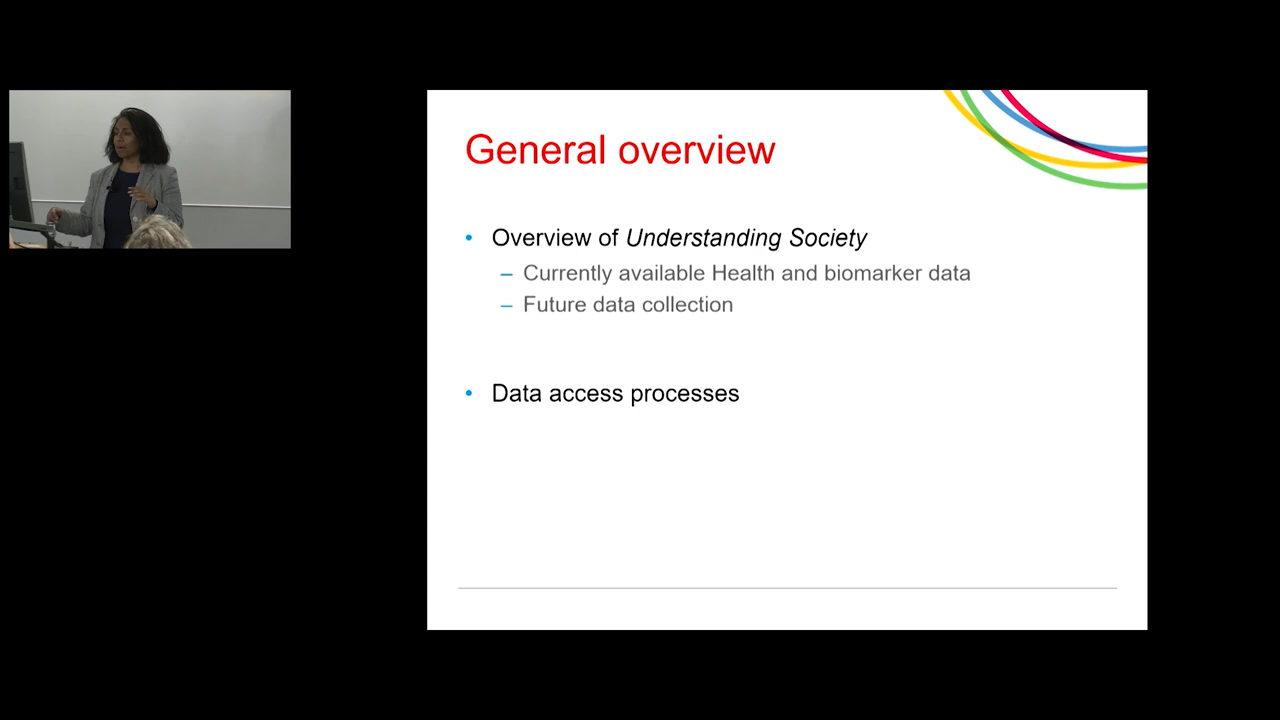 General overview
• Overview of Understanding Society
– Currently available Health and biomarker data
– Future data collection
• Data access processes